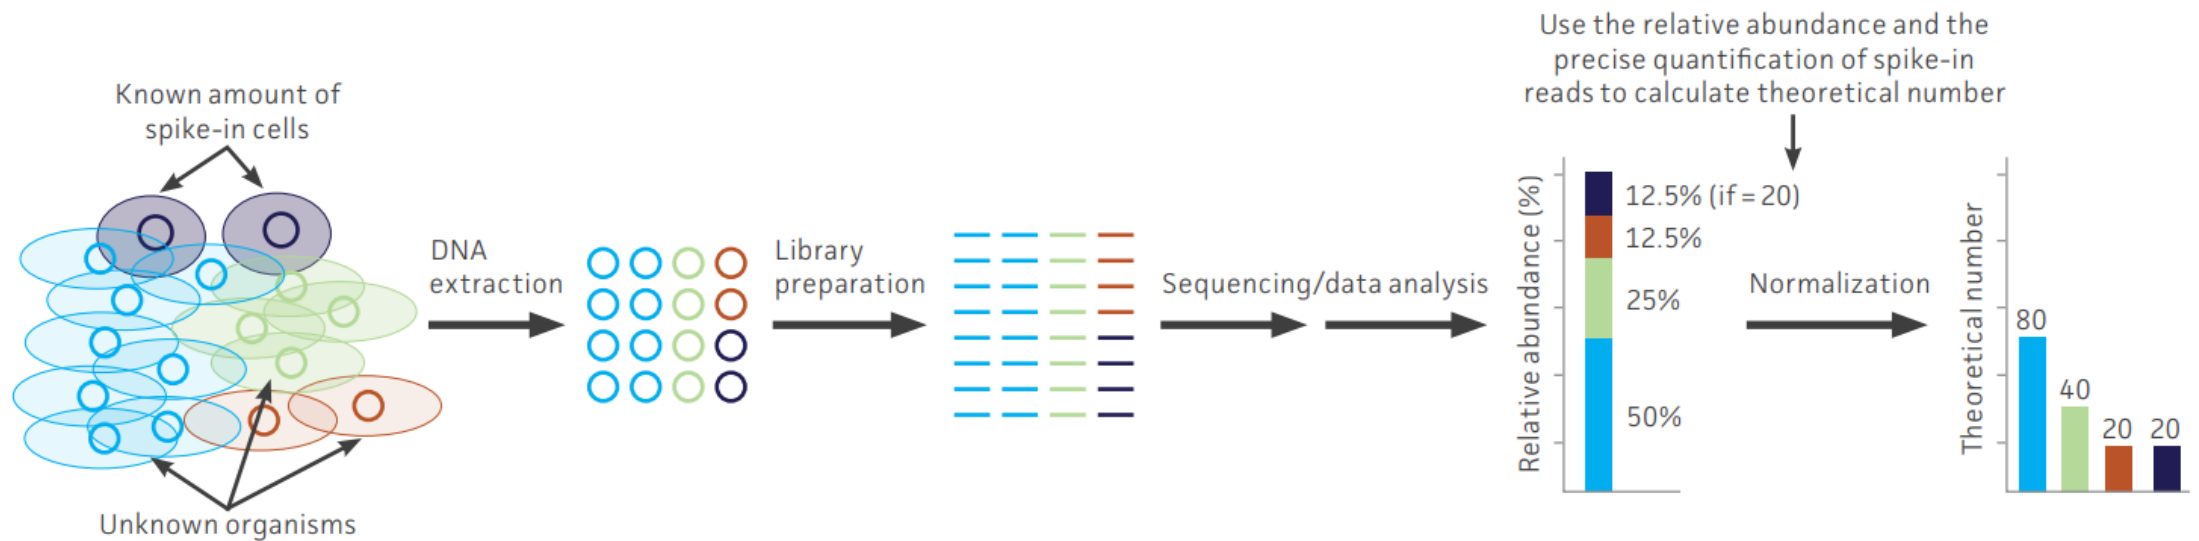 Known amount of
spike-in cells
Unknown organisms
DNA
extraction
Library
preparation
Sequencing/data analysis
Use the relative abundance and the
precise quantification of spike-in
reads to calculate theoretical number
Relative abundance (%)
12.5% (if = 20)
12.5%
25%
50%
Normalization
Theoretical number
80
40
20
20